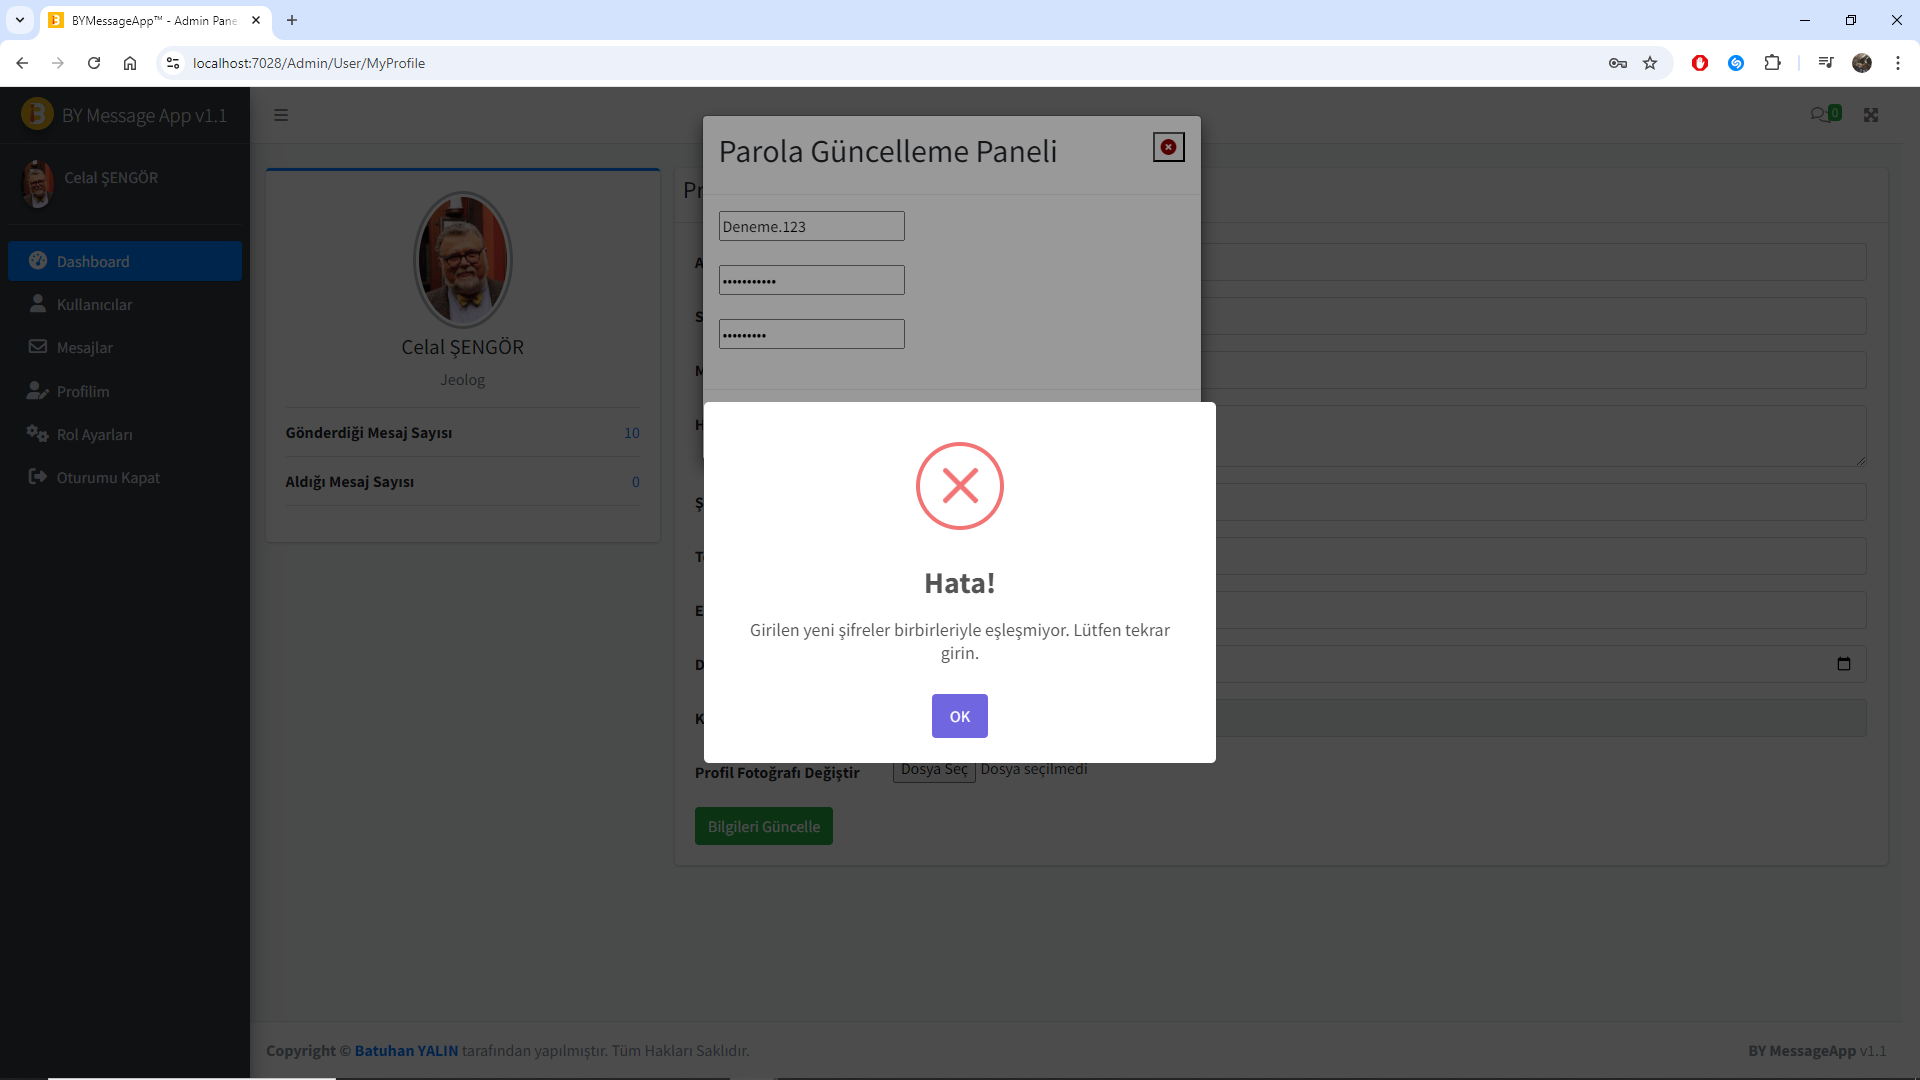 BYMessageApp™ - Admin Pane
localhost:7028/Admin/User/MyProfile
BY Message App v1.1
0
Celal ŞENGÖR
Dashboard
Kullanıcılar
Mesajlar
Profilim
Rol Ayarları
Oturumu Kapat
Celal ŞENGÖR
Jeolog
Gönderdiği Mesaj Sayısı 10
Aldığı Mesaj Sayısı 0
Parola Güncelleme Paneli
Deneme.123
•••••••••••
•••••••••
Hata!
Girilen yeni şifreler birbirleriyle eşleşmiyor. Lütfen tekrar
girin.
OK
Profil Fotoğrafı Değiştir Dosya Seç Dosya seçilmedi
Bilgileri Güncelle
Copyright © Batuhan YALIN tarafından yapılmıştır. Tüm Hakları Saklıdır.
BY MessageApp v1.1